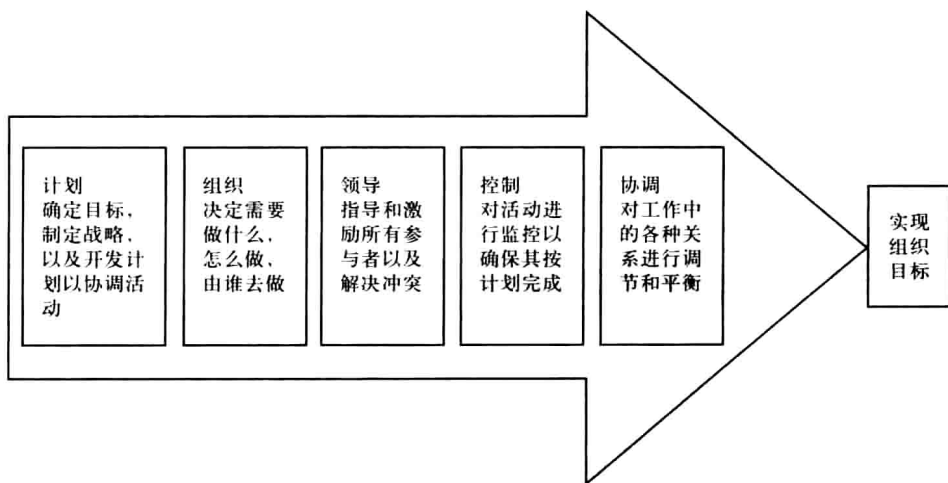 计划
确定目标，
制定战略，
以及开发计
划以协调活
动
组织
决定需要
做什么，
怎么做，
由谁去做
领导
指导和激
励所有参
与者以及
解决冲突
控制
对活动进
行监控以
确保其按
计划完成
协调
对工作中
的各种关
系进行调
节和平衡
实现
组织
目标